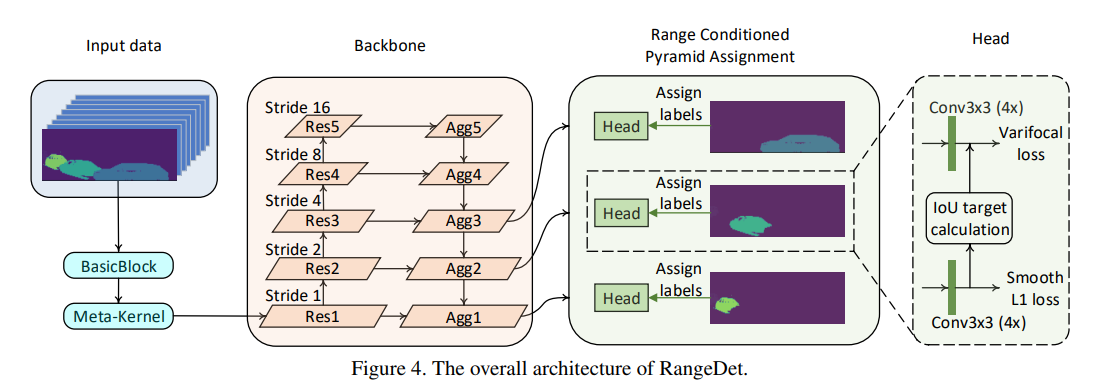 Input data
BasicBlock
Meta-Kernel
Backbone
Stride 16
Res5
Agg5
Stride 8
Res4
Agg4
Stride 4
Res3
Agg3
Stride 2
Res2
Agg2
Stride 1
Res1
Agg1
Range Conditioned
Pyramid Assignment
Head
Assign
labels
Head
Assign
labels
Head
Assign
labels
Head
Conv3x3 (4x)
Varifocal
loss
IoU target
calculation
Smooth
L1 loss
Conv3x3 (4x)
Figure 4. The overall architecture of RangeDet.